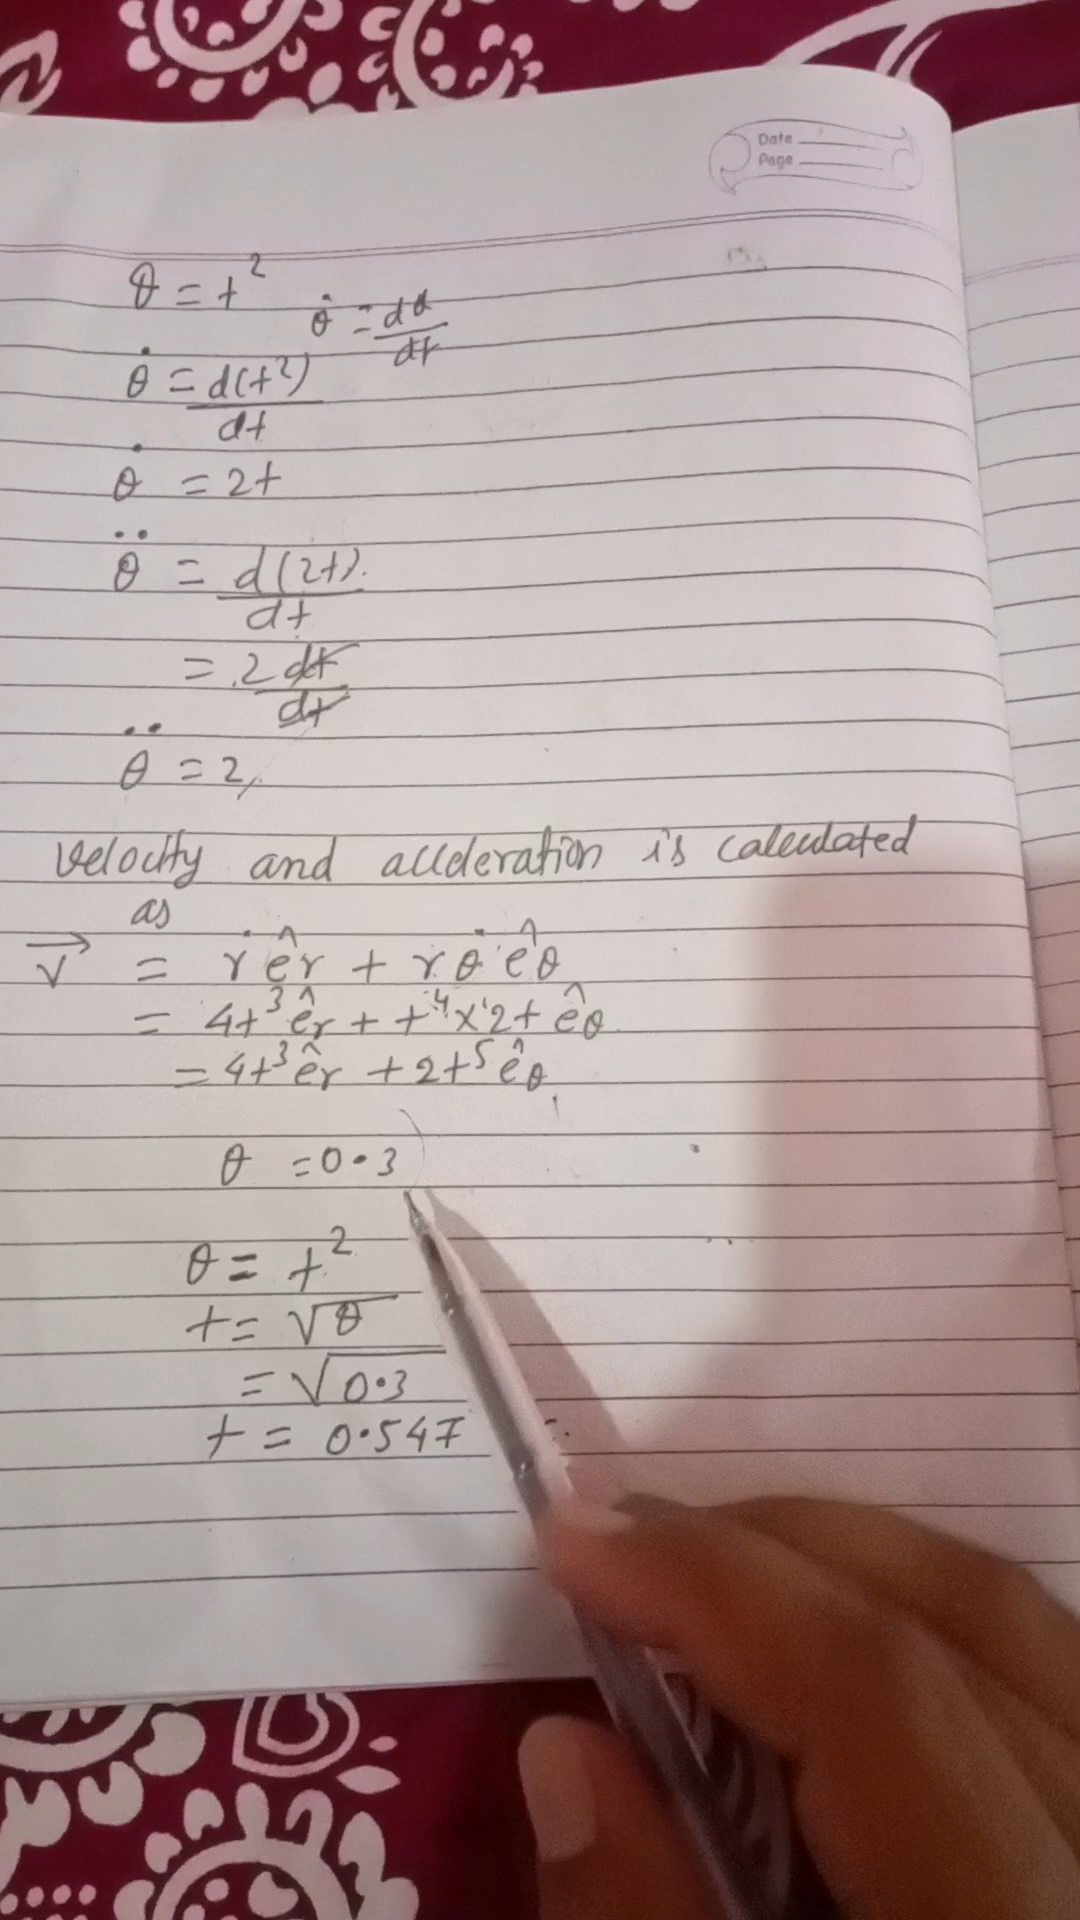 Date
Page
θ = t²
θ̇ = dθ/dt
θ̇ = d(t²)/dt
θ̇ = 2t
θ̈ = d(2t)/dt
= 2 dt/dt
θ̈ = 2
velocity and accleration is calculated
as
v⃗ = ṙ êr + r θ̇ êθ
= 4t³ êr + t⁴ × 2t êθ
= 4t³ êr + 2t⁵ êθ
θ = 0.3
θ = t²
t = √θ
= √0.3
t = 0.547